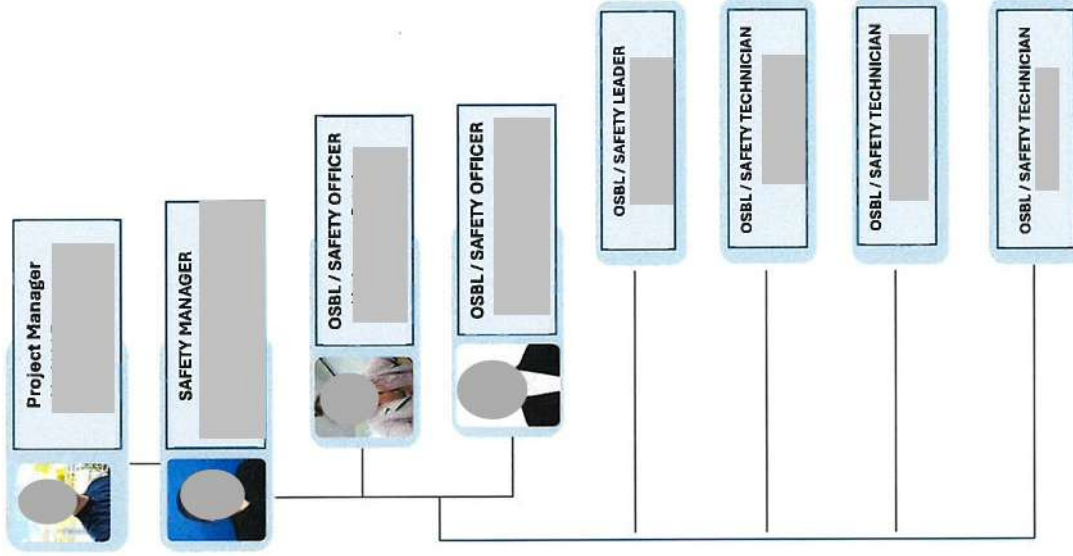 Project Manager
SAFETY MANAGER
OSBL / SAFETY OFFICER
OSBL / SAFETY OFFICER
OSBL / SAFETY LEADER
OSBL / SAFETY TECHNICIAN
OSBL / SAFETY TECHNICIAN
OSBL / SAFETY TECHNICIAN